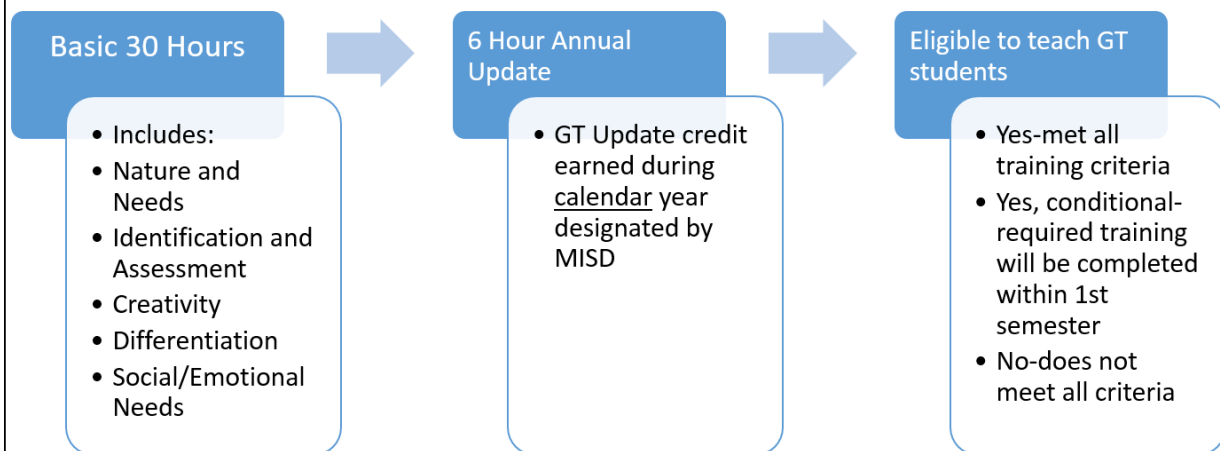 Basic 30 Hours
• Includes:
• Nature and
Needs
• Identification and
Assessment
• Creativity
• Differentiation
• Social/Emotional
Needs
6 Hour Annual
Update
• GT Update credit
earned during
calendar year
designated by
MISD
Eligible to teach GT
students
• Yes-met all
training criteria
• Yes, conditional-
required training
will be completed
within 1st
semester
• No-does not
meet all criteria